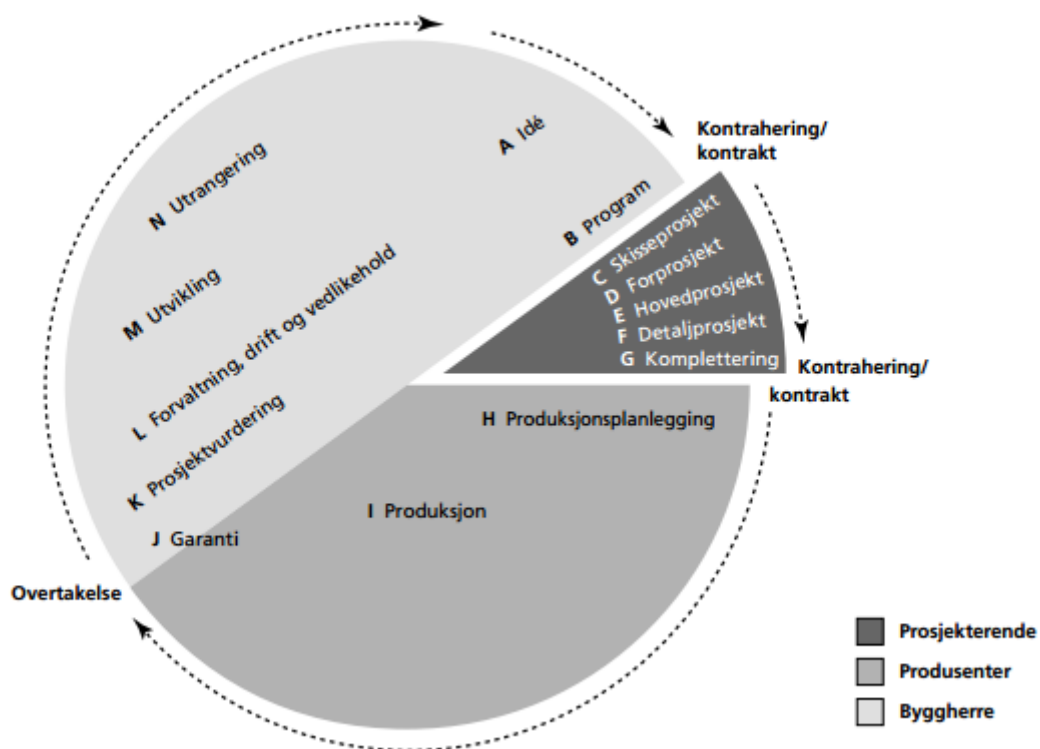 A Idé
B Program
Kontrahering/
kontrakt
C Skisseprosjekt
D Forprosjekt
E Hovedprosjekt
F Detaljprosjekt
G Komplettering
Kontrahering/
kontrakt
H Produksjonsplanlegging
I Produksjon
J Garanti
Overtakelse
K Prosjektvurdering
L Forvaltning, drift og vedlikehold
M Utvikling
N Utrangering
Prosjekterende
Produsenter
Byggherre